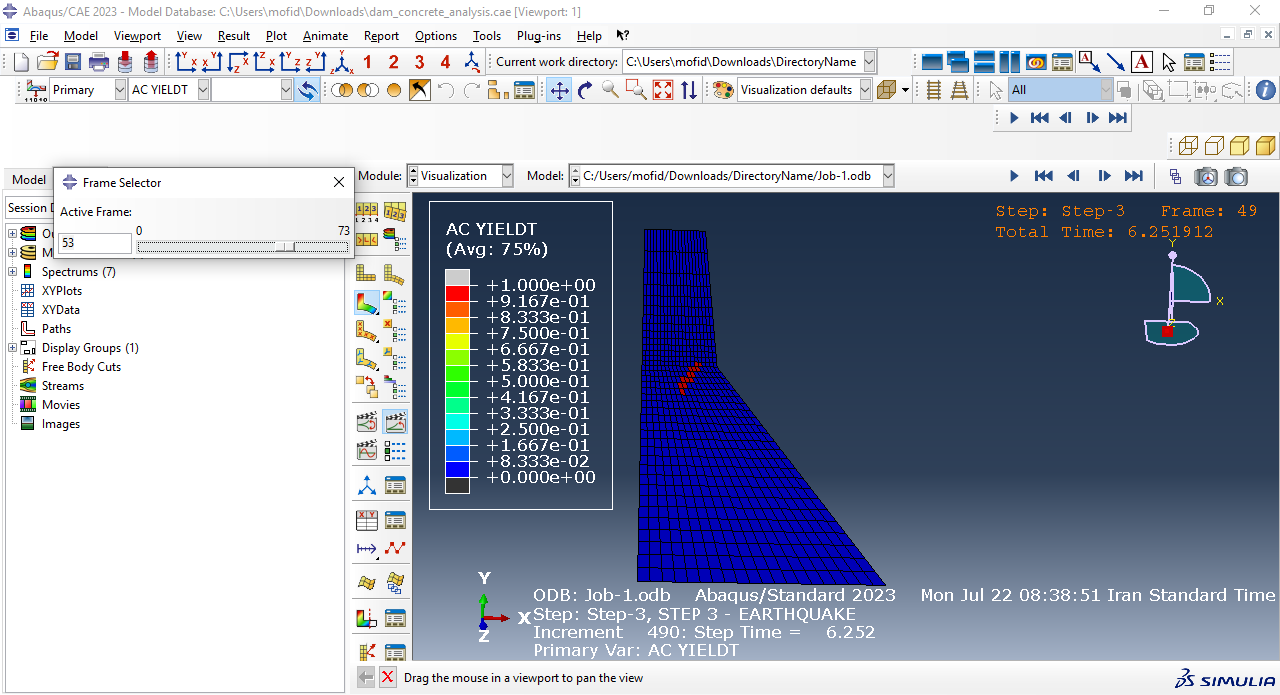 Abaqus/CAE 2023 - Model Database: C:\Users\mofid\Downloads\dam_concrete_analysis.cae [Viewport: 1]
File Model Viewport View Result Plot Animate Report Options Tools Plug-ins Help
1 2 3 4 Current work directory: C:\Users\mofid\Downloads\DirectoryName
Primary AC YIELDT Visualization defaults All
Model Module: Visualization Model: C:/Users/mofid/Downloads/DirectoryName/Job-1.odb
Frame Selector
Active Frame:
0 73
53
Session
Spectrums (7)
XYPlots
XYData
Paths
Display Groups (1)
Free Body Cuts
Streams
Movies
Images
AC YIELDT
(Avg: 75%)
+1.000e+00
+9.167e-01
+8.333e-01
+7.500e-01
+6.667e-01
+5.833e-01
+5.000e-01
+4.167e-01
+3.333e-01
+2.500e-01
+1.667e-01
+8.333e-02
+0.000e+00
Step: Step-3 Frame: 49
Total Time: 6.251912
Y
X
Z
Y
X
Z
ODB: Job-1.odb Abaqus/Standard 2023 Mon Jul 22 08:38:51 Iran Standard Time
Step: Step-3, STEP 3 - EARTHQUAKE
Increment 490: Step Time = 6.252
Primary Var: AC YIELDT
Drag the mouse in a viewport to pan the view
SIMULIA